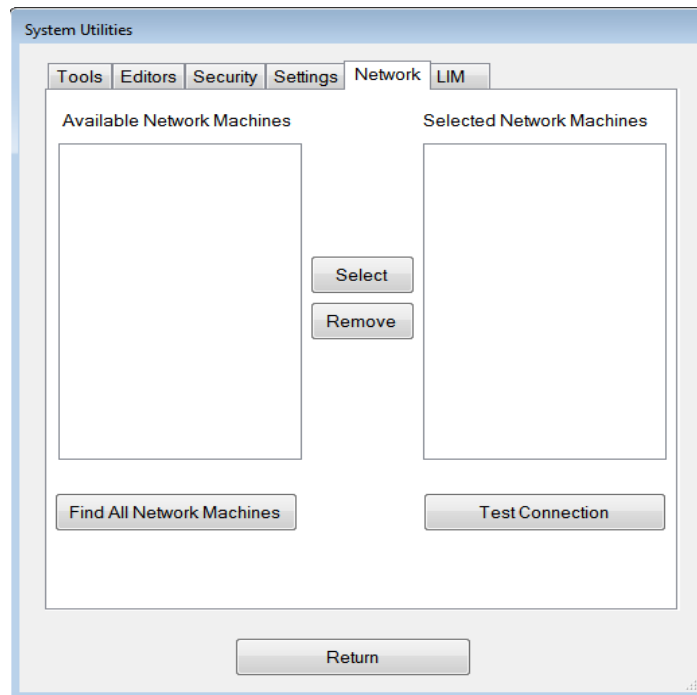 System Utilities
Tools Editors Security Settings Network LIM
Available Network Machines Selected Network Machines
Select
Remove
Find All Network Machines Test Connection
Return